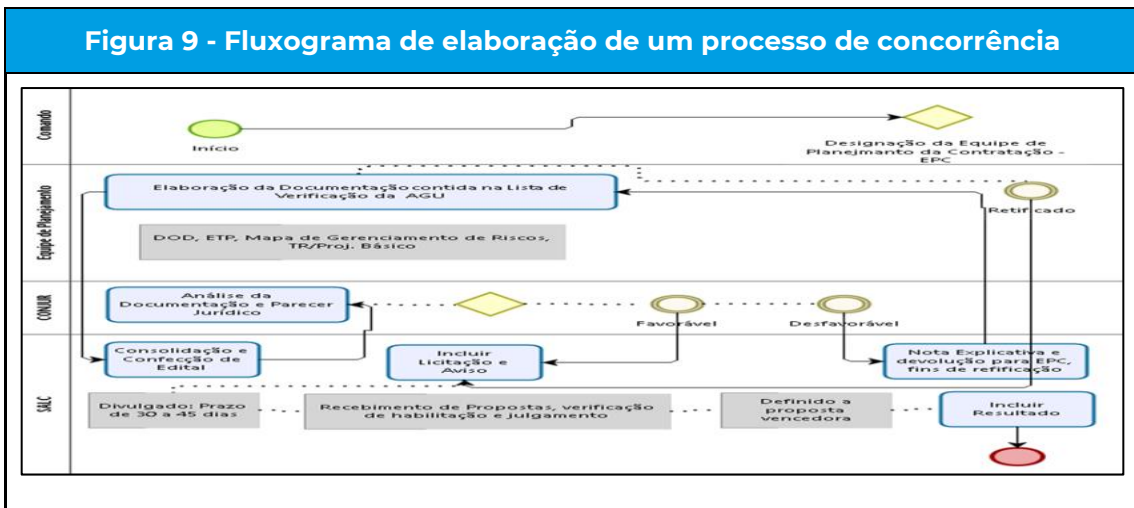 Figura 9 - Fluxograma de elaboração de um processo de concorrência
Comando
Início
Designação da Equipe de
Planejmanto da Contratação -
EPC
Equipe de Planejamento
Elaboração da Documentação contida na Lista de
Verificação da AGU
Retificado
DOD, ETP, Mapa de Gerenciamento de Riscos,
TR/Proj. Básico
CONJUR
Análise da
Documentação e Parecer
Jurídico
Favorável
Desfavorável
SALC
Consolidação e
Confecção de
Edital
Incluir
Licitação e
Aviso
Nota Explicativa e
devolução para EPC,
fins de refificação
Divulgado: Prazo
de 30 a 45 dias
Recebimento de Propostas, verificação
de habilitação e julgamento
Definido a
proposta
vencedora
Incluir
Resultado